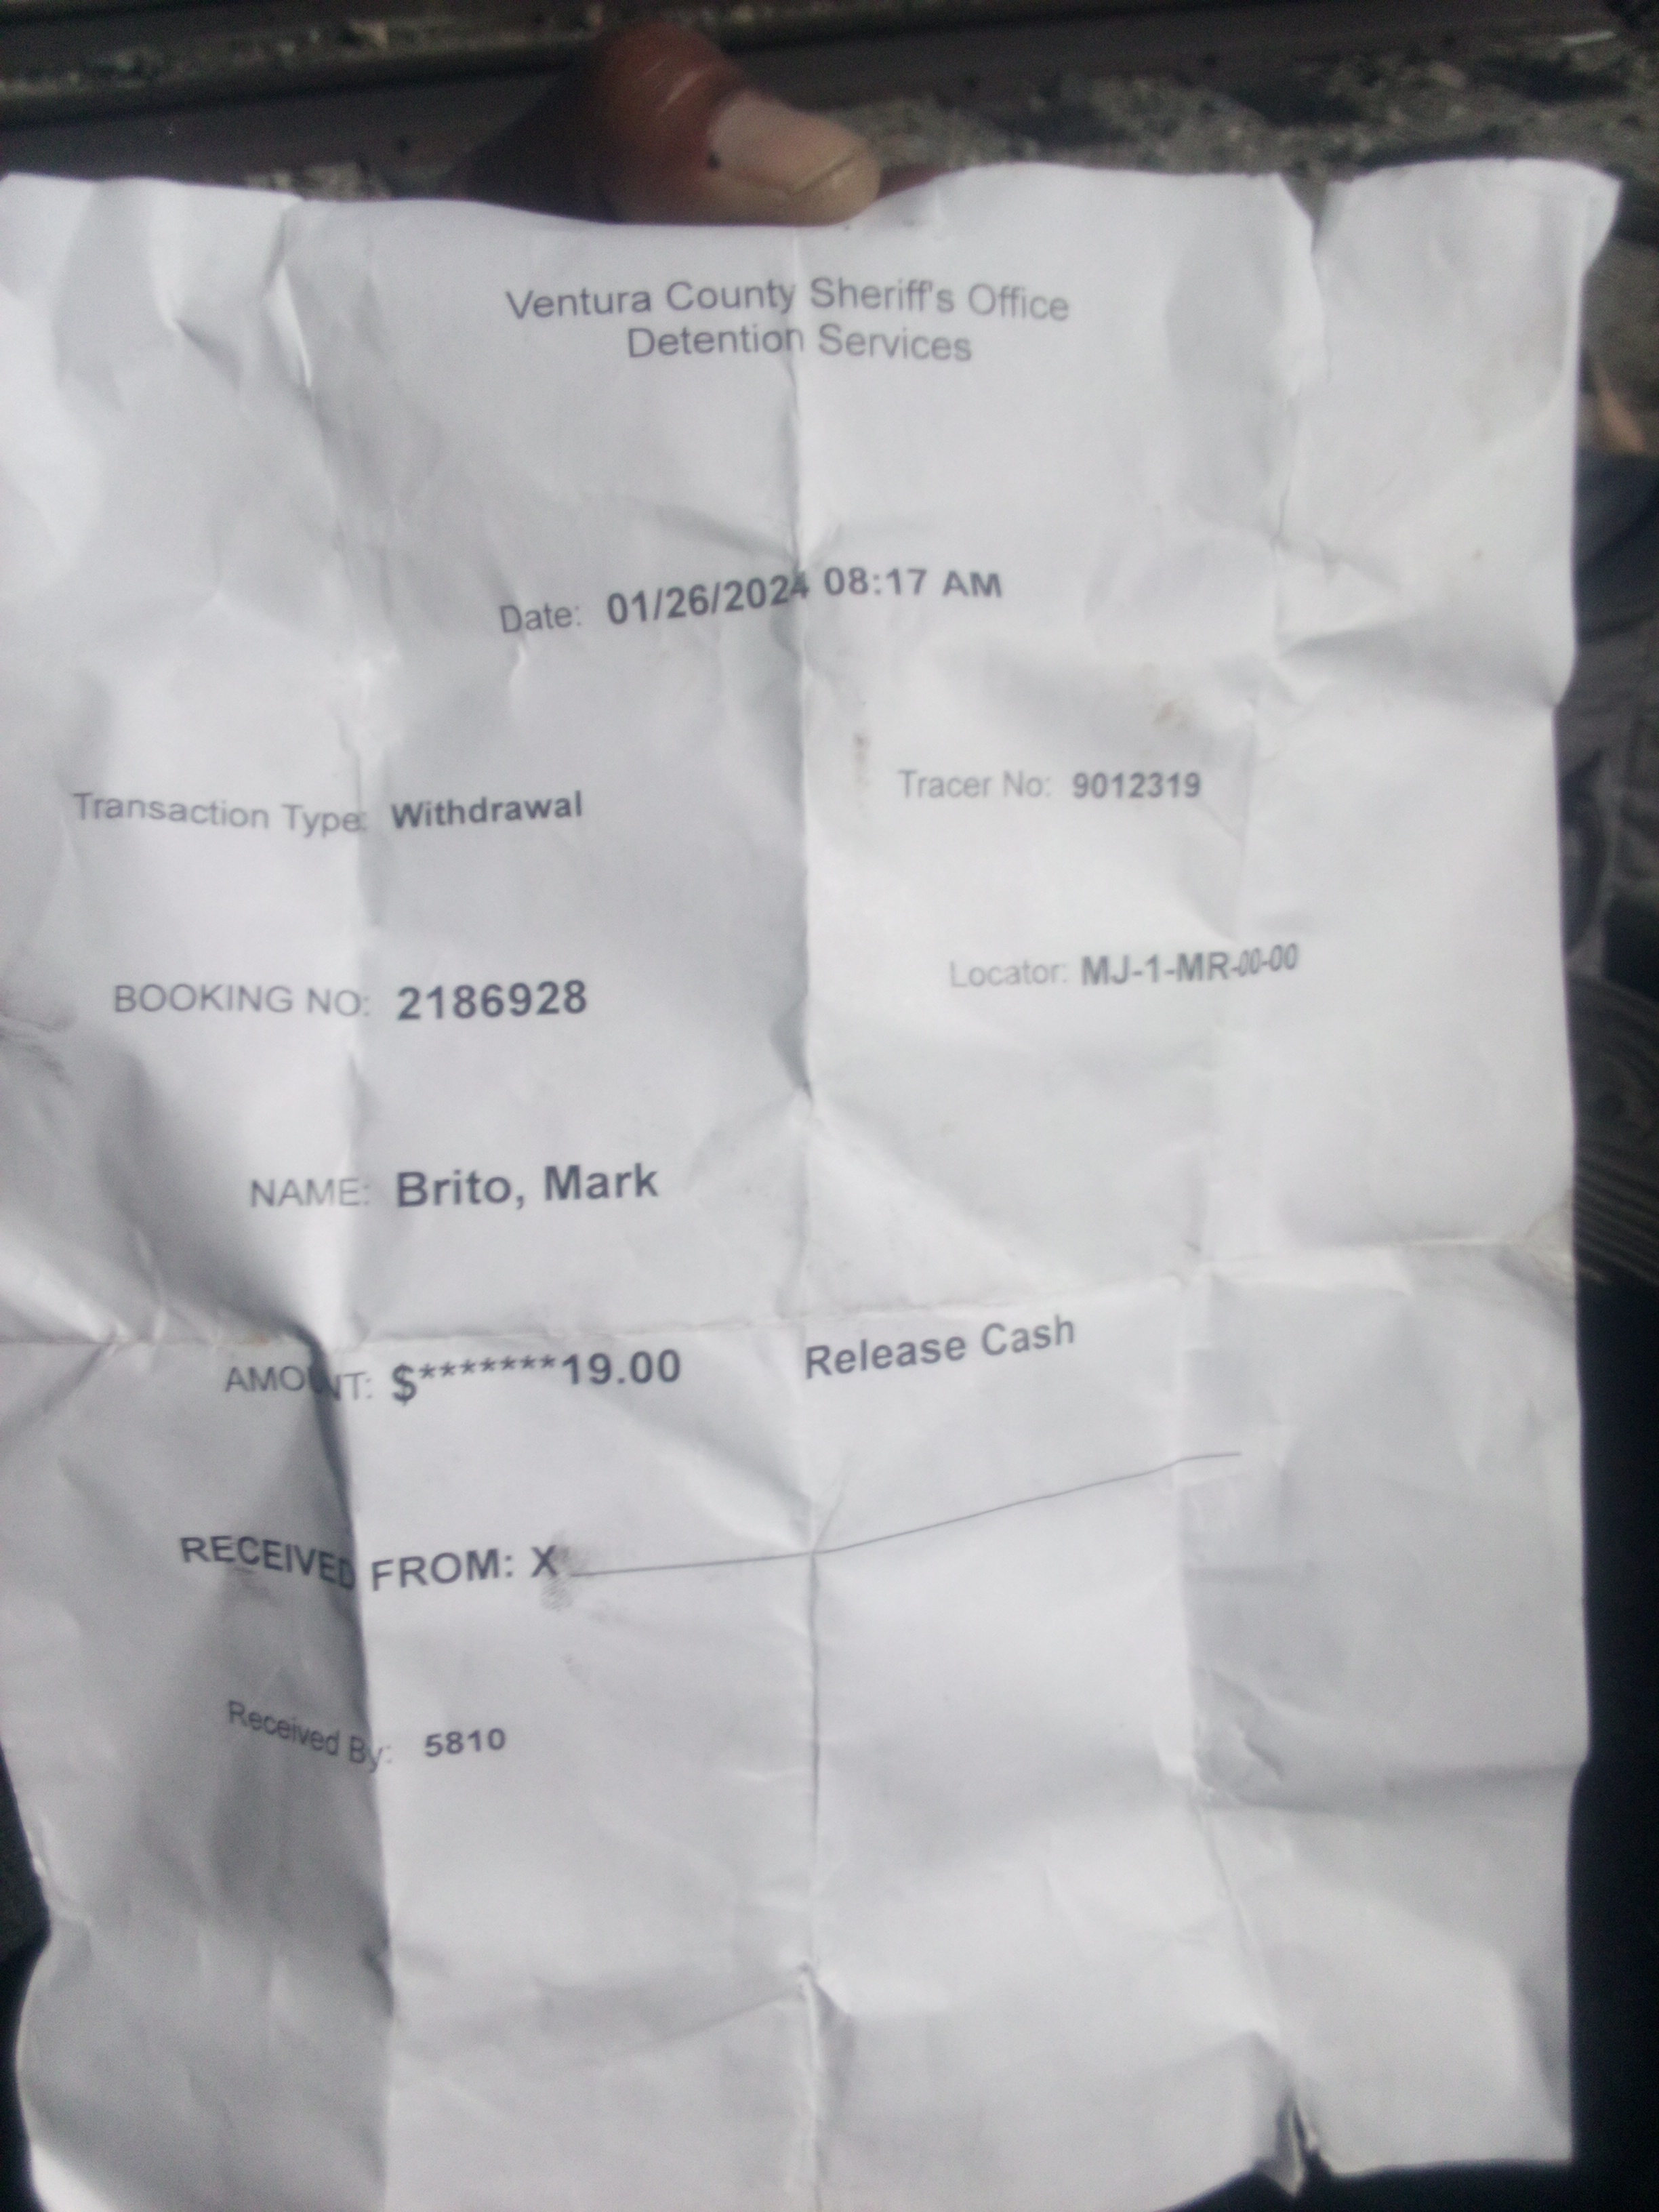 Ventura County Sheriff's Office
Detention Services
Date: 01/26/2024 08:17 AM
Transaction Type: Withdrawal Tracer No: 9012319
BOOKING NO: 2186928 Locator: MJ-1-MR-00-00
NAME: Brito, Mark
AMOUNT: $*******19.00 Release Cash
RECEIVED FROM: X
Received By: 5810